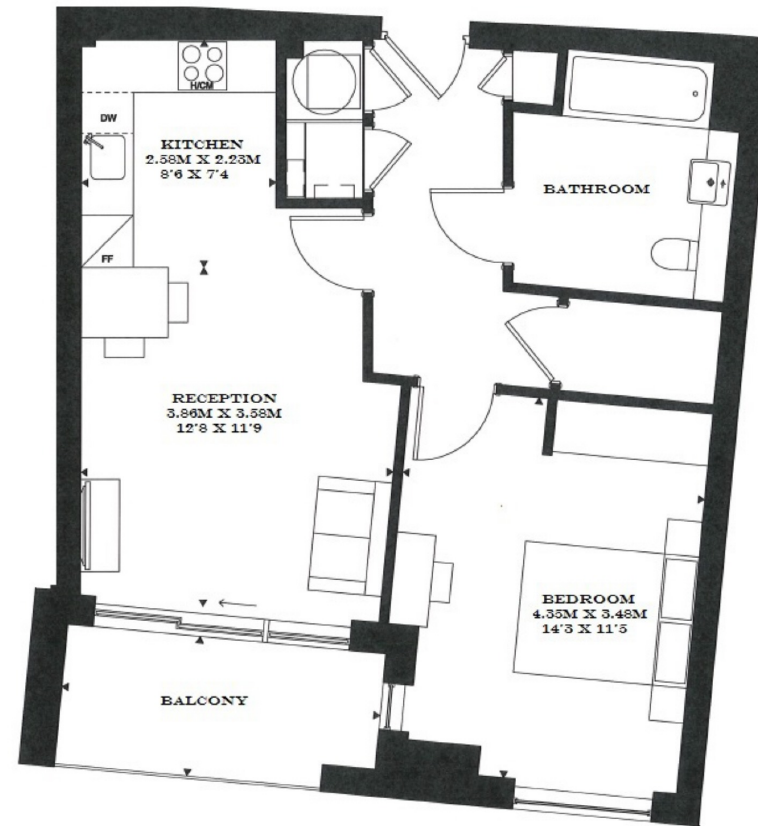 H/CM
DW
KITCHEN
2.58M X 2.23M
8'6 X 7'4
BATHROOM
FF
RECEPTION
3.86M X 3.58M
12'8 X 11'9
BEDROOM
4.35M X 3.48M
14'3 X 11'5
BALCONY